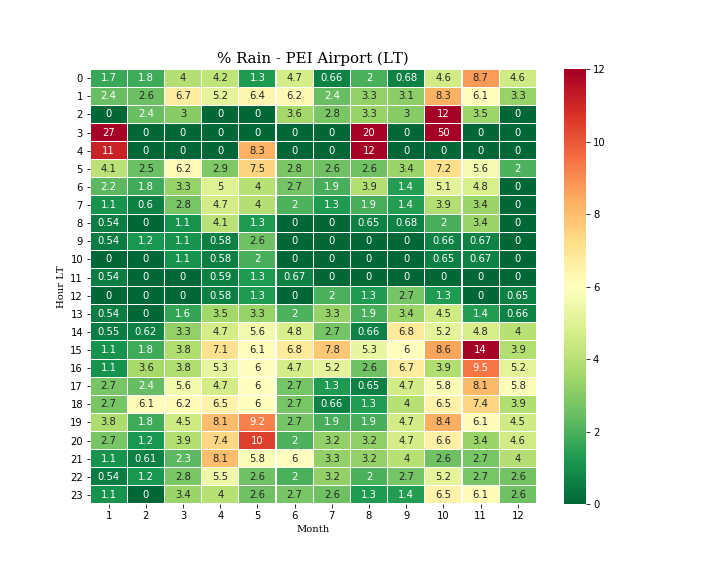 % Rain - PEI Airport (LT)
0 1.7 1.8 4 4.2 1.3 4.7 0.66 2 0.68 4.6 8.7 4.6
1 2.4 2.6 6.7 5.2 6.4 6.2 2.4 3.3 3.1 8.3 6.1 3.3
2 0 2.4 3 0 0 3.6 2.8 3.3 3 12 3.5 0
3 27 0 0 0 0 0 0 20 0 50 0 0
4 11 0 0 0 8.3 0 0 12 0 0 0 0
5 4.1 2.5 6.2 2.9 7.5 2.8 2.6 2.6 3.4 7.2 5.6 2
6 2.2 1.8 3.3 5 4 2.7 1.9 3.9 1.4 5.1 4.8 0
7 1.1 0.6 2.8 4.7 4 2 1.3 1.9 1.4 3.9 3.4 0
8 0.54 0 1.1 4.1 1.3 0 0 0.65 0.68 2 3.4 0
9 0.54 1.2 1.1 0.58 2.6 0 0 0 0 0.66 0.67 0
10 0 0 1.1 0.58 2 0 0 0 0 0.65 0.67 0
11 0.54 0 0 0.59 1.3 0.67 0 0 0 0 0 0
12 0 0 0 0.58 1.3 0 2 1.3 2.7 1.3 0 0.65
13 0.54 0 1.6 3.5 3.3 2 3.3 1.9 3.4 4.5 1.4 0.66
14 0.55 0.62 3.3 4.7 5.6 4.8 2.7 0.66 6.8 5.2 4.8 4
15 1.1 1.8 3.8 7.1 6.1 6.8 7.8 5.3 6 8.6 14 3.9
16 1.1 3.6 3.8 5.3 6 4.7 5.2 2.6 6.7 3.9 9.5 5.2
17 2.7 2.4 5.6 4.7 6 2.7 1.3 0.65 4.7 5.8 8.1 5.8
18 2.7 6.1 6.2 6.5 6 2.7 0.66 1.3 4 6.5 7.4 3.9
19 3.8 1.8 4.5 8.1 9.2 2.7 1.9 1.9 4.7 8.4 6.1 4.5
20 2.7 1.2 3.9 7.4 10 2 3.2 3.2 4.7 6.6 3.4 4.6
21 1.1 0.61 2.3 8.1 5.8 6 3.3 3.2 4 2.6 2.7 4
22 0.54 1.2 2.8 5.5 2.6 2 3.2 2 2.7 5.2 2.7 2.6
23 1.1 0 3.4 4 2.6 2.7 2.6 1.3 1.4 6.5 6.1 2.6
1 2 3 4 5 6 7 8 9 10 11 12
Month
Hour LT
12
10
8
6
4
2
0